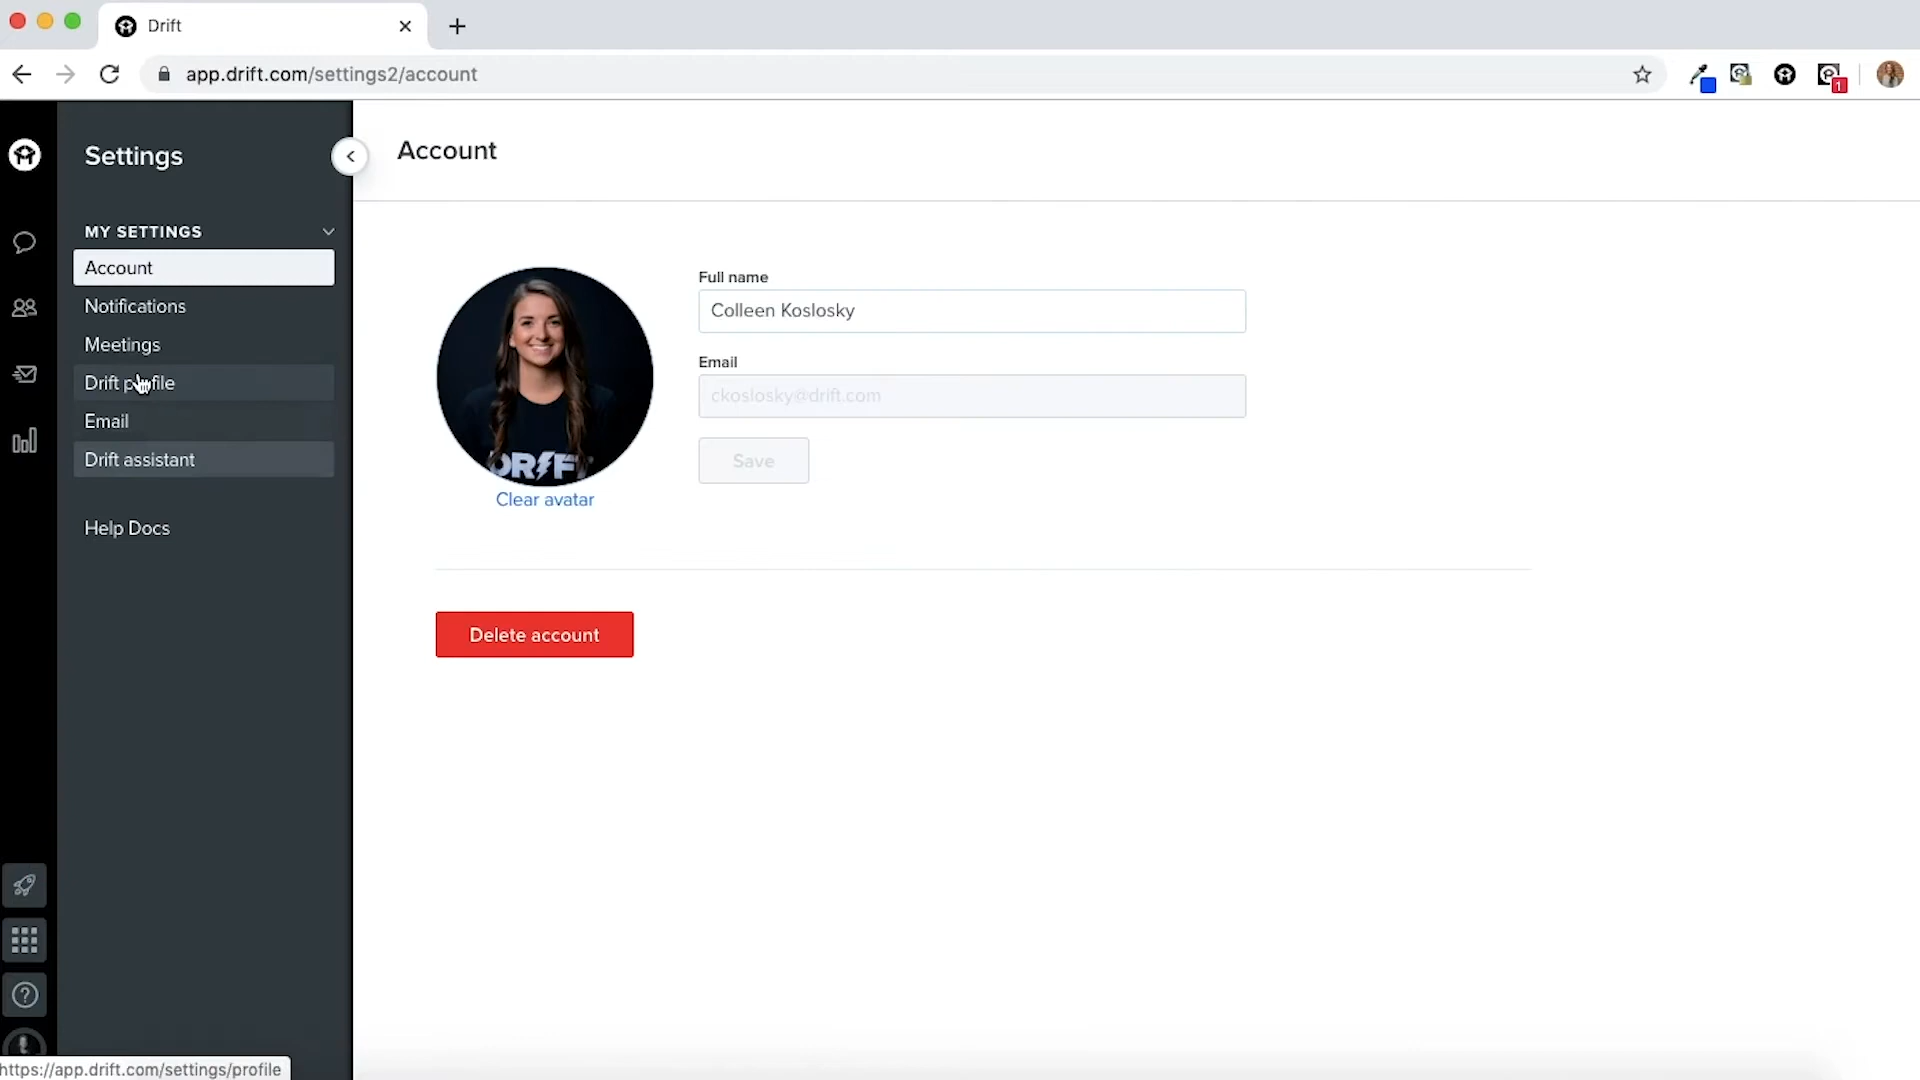 Drift
app.drift.com/settings2/account
1
Settings
Account
MY SETTINGS
Account
Notifications
Meetings
Drift profile
Email
Drift assistant
Help Docs
Full name
Colleen Koslosky
Email
ckoslosky@drift.com
Save
DRIFT
Clear avatar
Delete account
https://app.drift.com/settings/profile